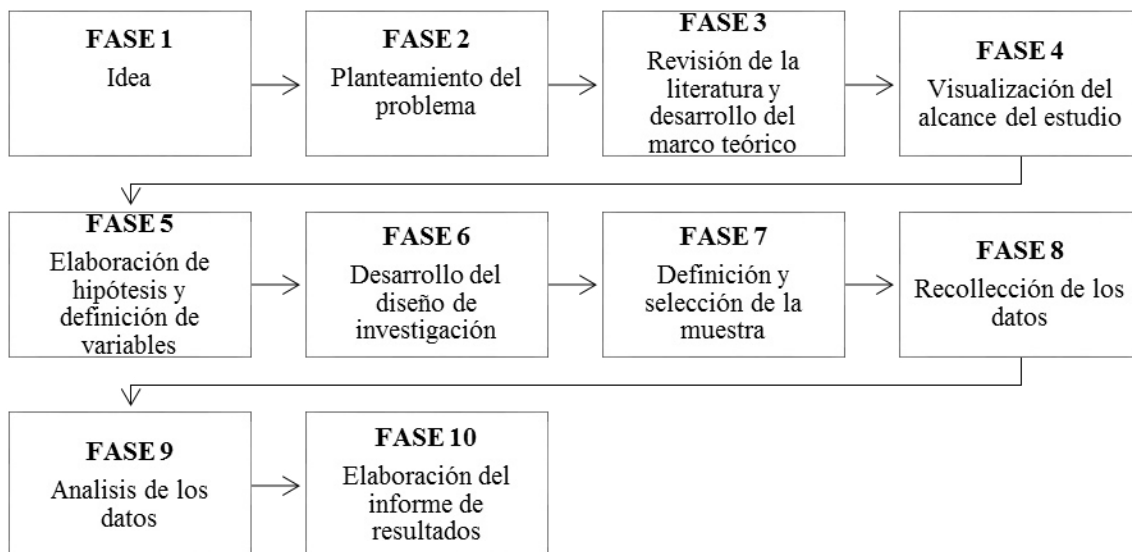 FASE 1
Idea
FASE 2
Planteamiento del
problema
FASE 3
Revisión de la
literatura y
desarrollo del
marco teórico
FASE 4
Visualización del
alcance del estudio
FASE 5
Elaboración de
hipótesis y
definición de
variables
FASE 6
Desarrollo del
diseño de
investigación
FASE 7
Definición y
selección de la
muestra
FASE 8
Recollección de los
datos
FASE 9
Analisis de los
datos
FASE 10
Elaboración del
informe de
resultados